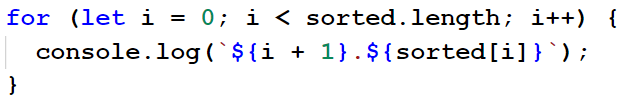 for (let i = 0; i < sorted.length; i++) {
  console.log(`${i + 1}.${sorted[i]}`);
}